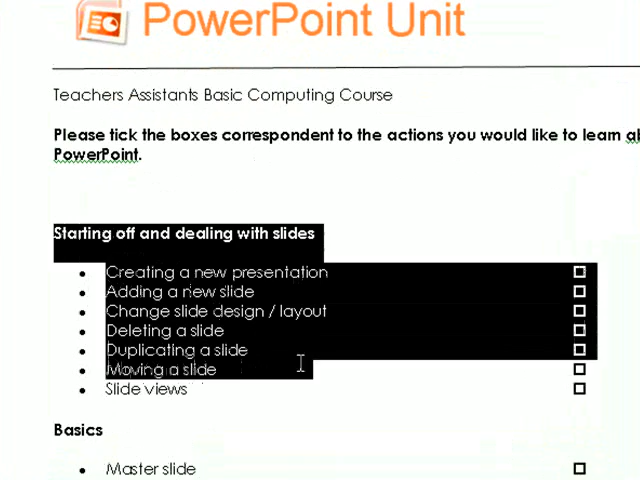 PowerPoint Unit
Teachers Assistants Basic Computing Course
Please tick the boxes correspondent to the actions you would like to learn
PowerPoint.
Starting off and dealing with slides
Creating a new presentation
Adding a new slide
Change slide design / layout
Deleting a slide
Duplicating a slide
Moving a slide
Slide views
Basics
Master slide